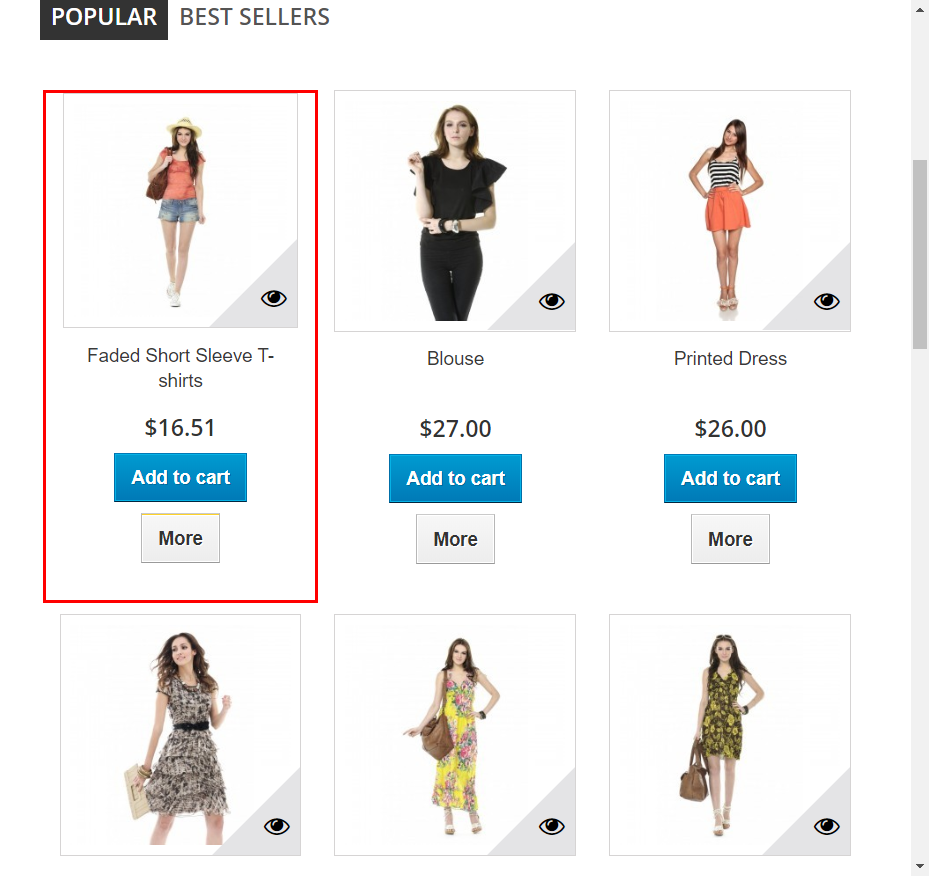 POPULAR BEST SELLERS
Faded Short Sleeve T-
shirts
Blouse
Printed Dress
$16.51
$27.00
$26.00
Add to cart
Add to cart
Add to cart
More
More
More